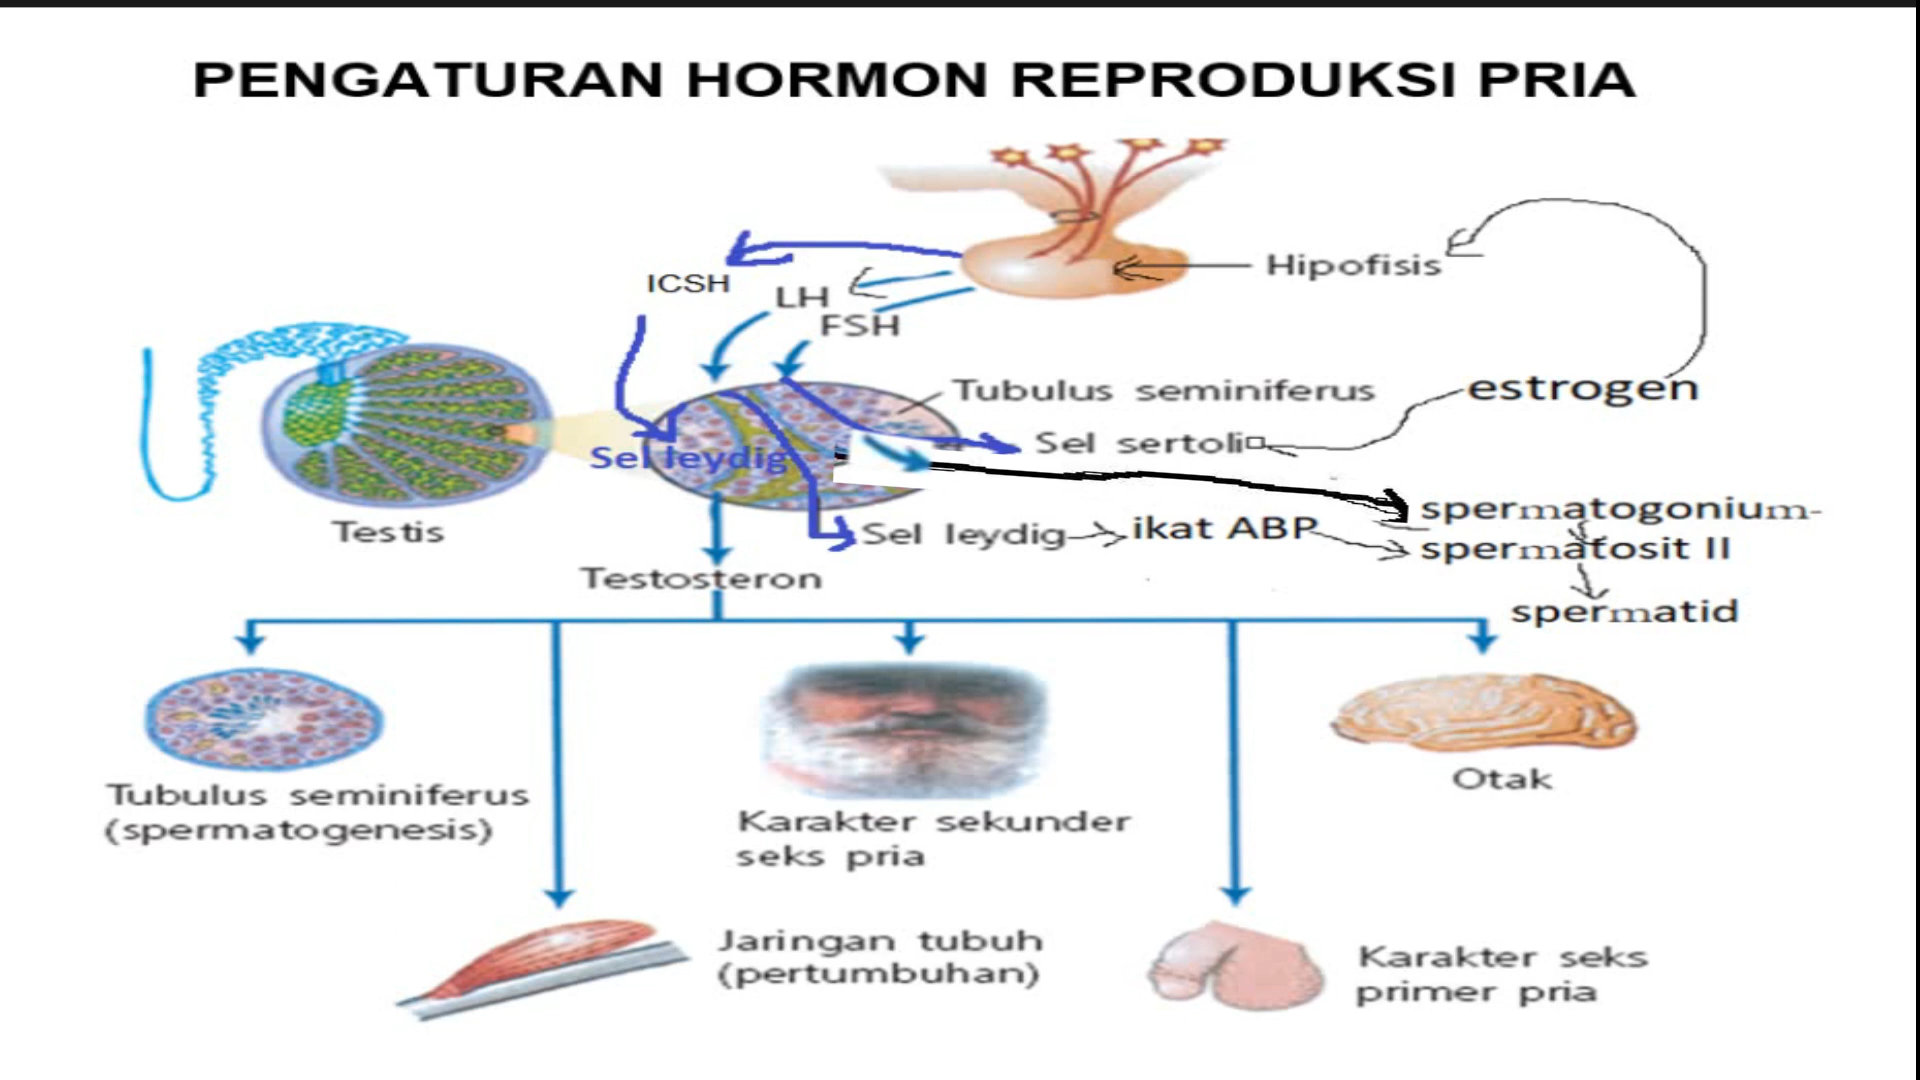 PENGATURAN HORMON REPRODUKSI PRIA
Hipofisis
ICSH
LH
FSH
Tubulus seminiferus
estrogen
Sel sertoli
Sel leydig
spermatogonium-
Testis
Sel leydig
ikat ABP
spermatosit II
Testosteron
spermatid
Otak
Tubulus seminiferus
(spermatogenesis)
Karakter sekunder
seks pria
Jaringan tubuh
(pertumbuhan)
Karakter seks
primer pria